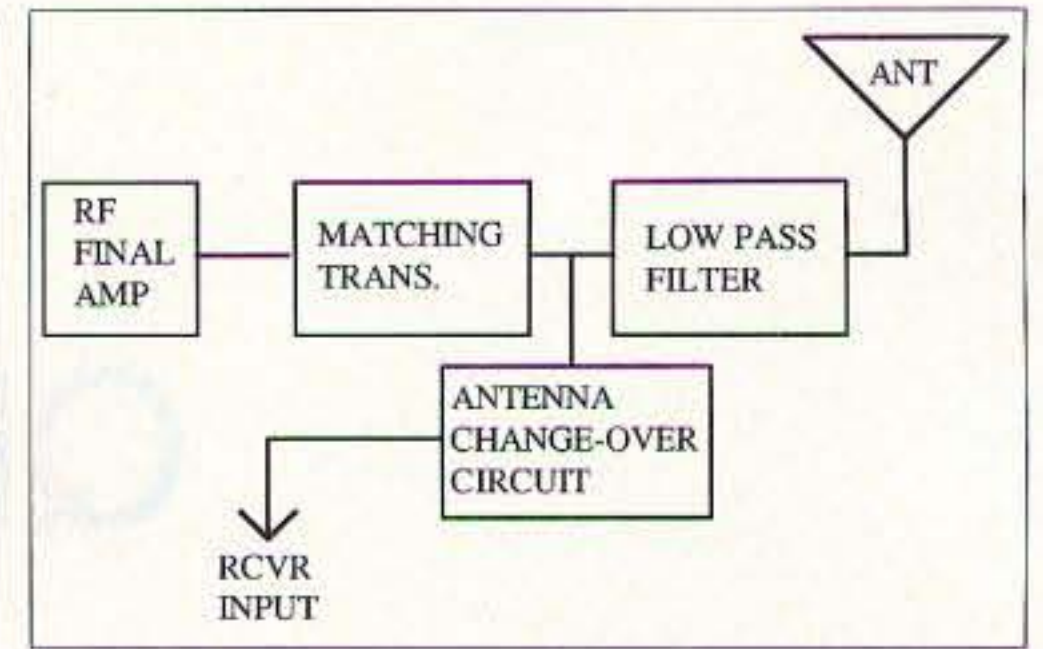 ANT
RF
FINAL
AMP
MATCHING
TRANS.
LOW PASS
FILTER
ANTENNA
CHANGE-OVER
CIRCUIT
RCVR
INPUT